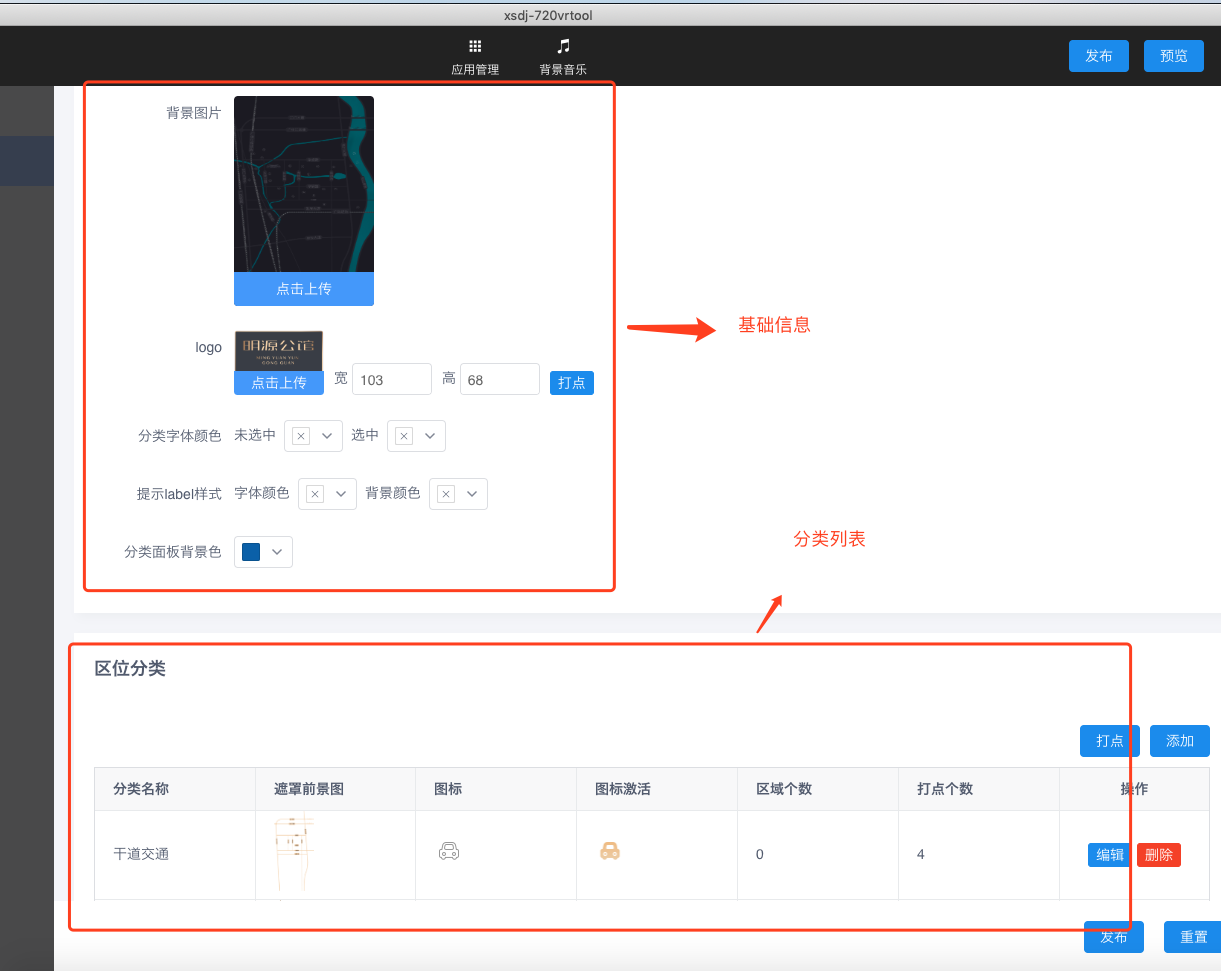 xsdj-720vrtool
应用管理 背景音乐 发布 预览
背景图片
点击上传
基础信息
logo 明源公馆
MING YUAN YUE
GONG GUAN
点击上传 宽 103 高 68 打点
分类字体颜色 未选中 选中
提示label样式 字体颜色 背景颜色
分类面板背景色
分类列表
区位分类
打点 添加
分类名称 遮罩前景图 图标 图标激活 区域个数 打点个数 操作
干道交通 0 4 编辑 删除
发布 重置